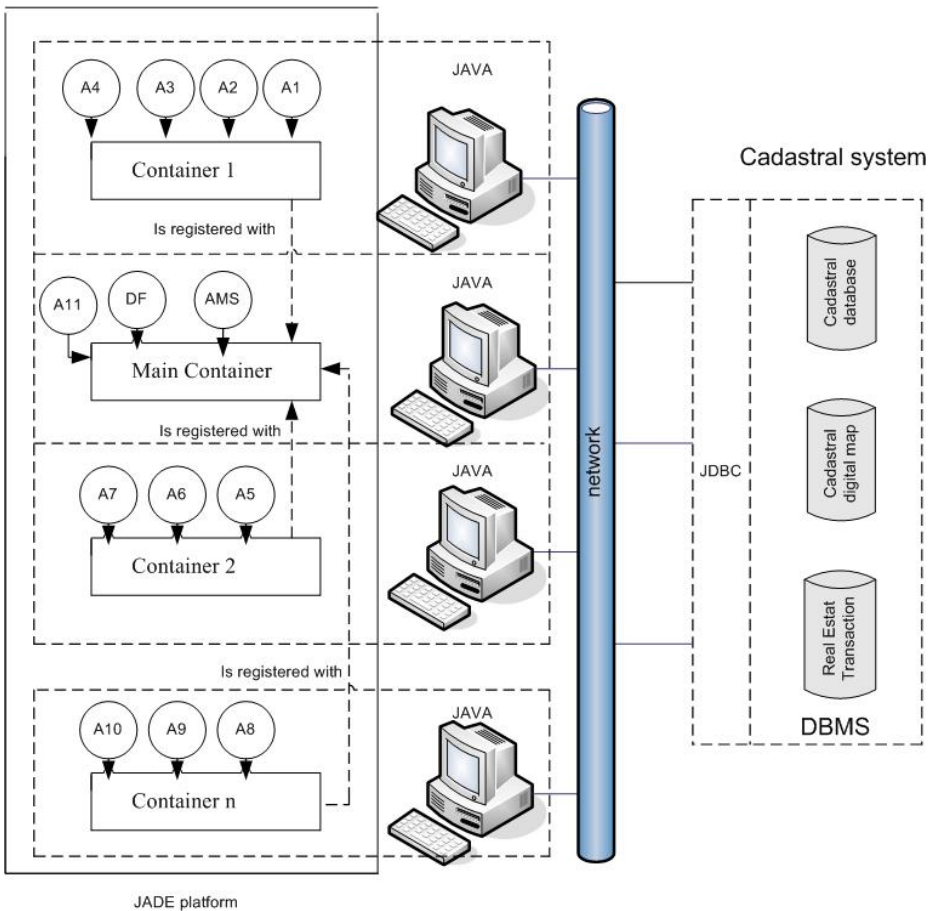 JAVA
A4
A3
A2
A1
Container 1
Is registered with
JAVA
A11
DF
AMS
Main Container
Is registered with
JAVA
A7
A6
A5
Container 2
Is registered with
JAVA
A10
A9
A8
Container n
JADE platform
network
Cadastral system
JDBC
Cadastral
database
Cadastral
digital map
Real Estat
Transaction
DBMS